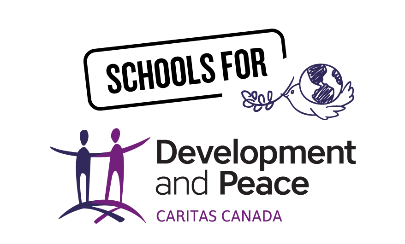 SCHOOLS FOR
Development
and Peace
CARITAS CANADA